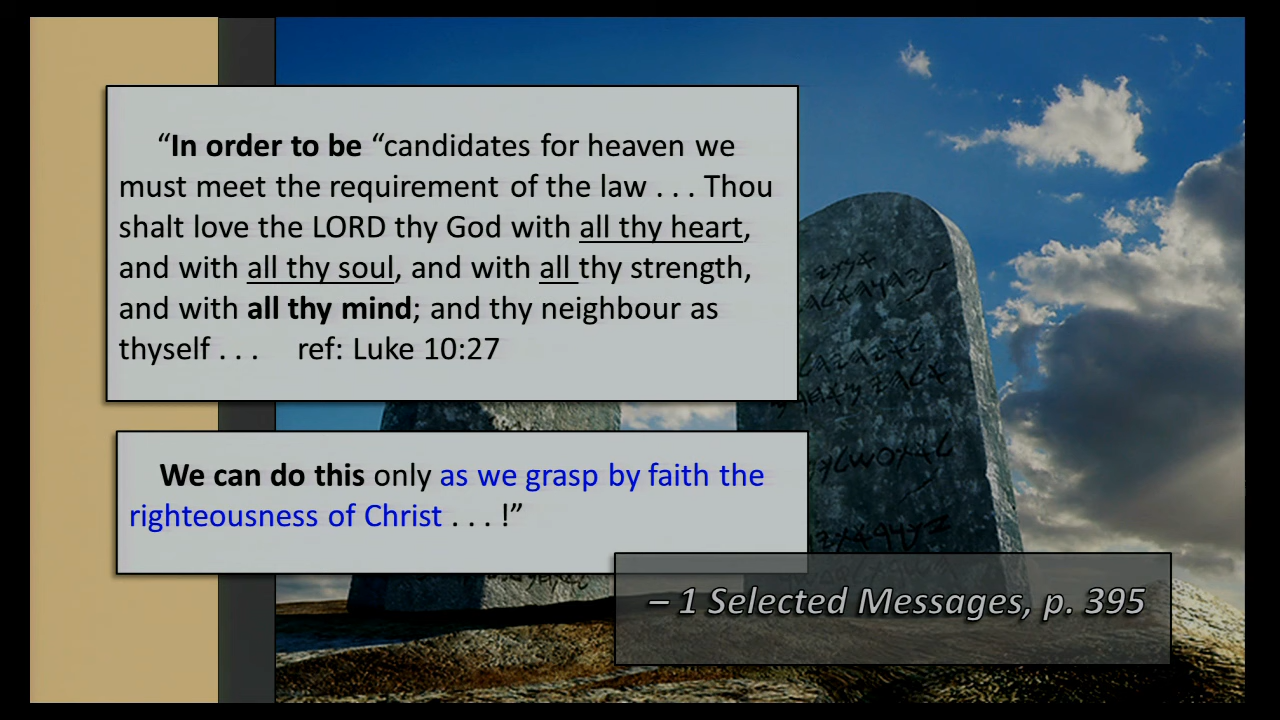 “In order to be “candidates for heaven we
must meet the requirement of the law . . . Thou
shalt love the LORD thy God with all thy heart,
and with all thy soul, and with all thy strength,
and with all thy mind; and thy neighbour as
thyself . . . ref: Luke 10:27
We can do this only as we grasp by faith the
righteousness of Christ . . . !”
– 1 Selected Messages, p. 395